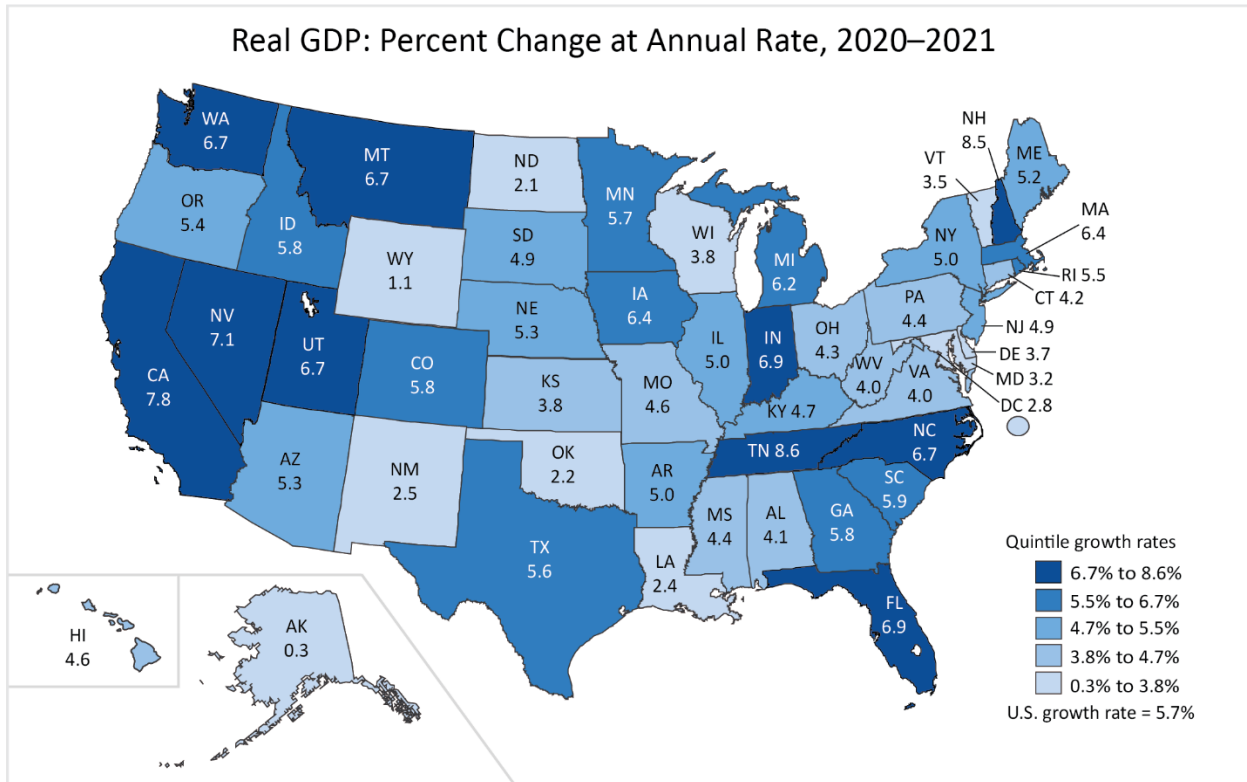 Real GDP: Percent Change at Annual Rate, 2020–2021
WA
6.7
MT
6.7
ND
2.1
MN
5.7
NH
8.5
VT
3.5
ME
5.2
OR
5.4
ID
5.8
WY
1.1
SD
4.9
WI
3.8
MI
6.2
NY
5.0
MA
6.4
RI 5.5
CT 4.2
NV
7.1
UT
6.7
CO
5.8
NE
5.3
IA
6.4
IL
5.0
IN
6.9
OH
4.3
PA
4.4
NJ 4.9
DE 3.7
MD 3.2
DC 2.8
CA
7.8
KS
3.8
MO
4.6
KY 4.7
WV
4.0
VA
4.0
AZ
5.3
NM
2.5
OK
2.2
AR
5.0
TN 8.6
NC
6.7
SC
5.9
TX
5.6
LA
2.4
MS
4.4
AL
4.1
GA
5.8
FL
6.9
HI
4.6
AK
0.3
Quintile growth rates
6.7% to 8.6%
5.5% to 6.7%
4.7% to 5.5%
3.8% to 4.7%
0.3% to 3.8%
U.S. growth rate = 5.7%